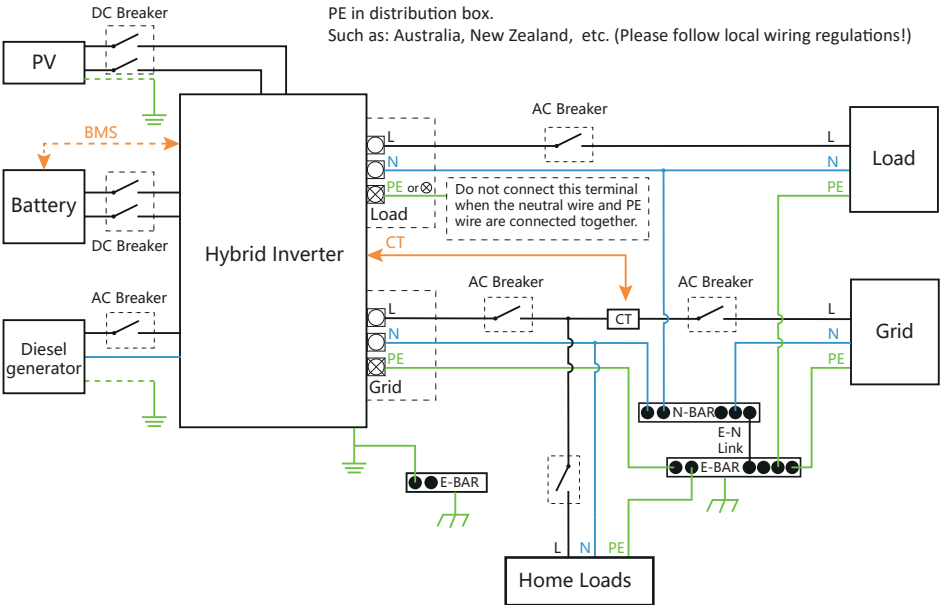 DC Breaker
PE in distribution box.
Such as: Australia, New Zealand, etc. (Please follow local wiring regulations!)
PV
BMS
Battery
DC Breaker
AC Breaker
Diesel
generator
Hybrid Inverter
L
N
PE or
Load
Do not connect this terminal
when the neutral wire and PE
wire are connected together.
AC Breaker
L
N
PE
Load
CT
AC Breaker
CT
AC Breaker
L
N
PE
Grid
L
N
PE
Grid
N-BAR
E-N
Link
E-BAR
E-BAR
L
N
PE
Home Loads